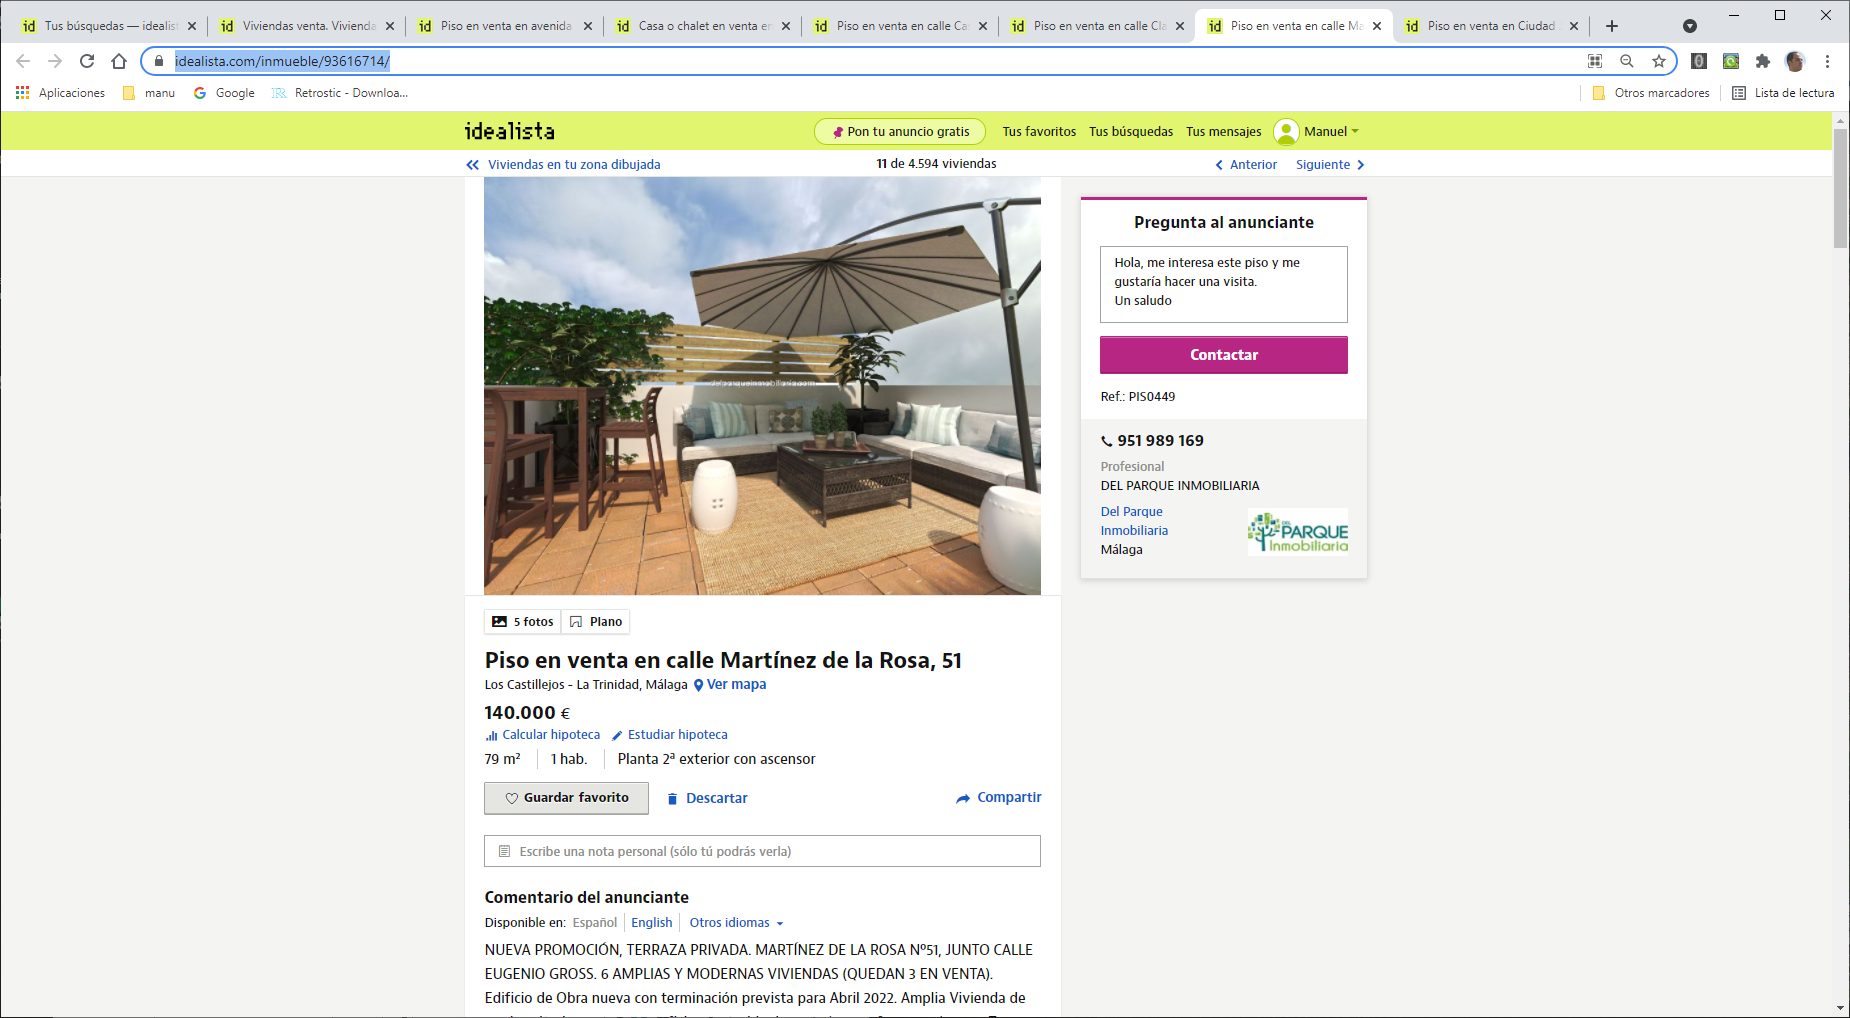 Tus búsquedas — idealist
Viviendas venta. Vivienda
Piso en venta en avenida
Casa o chalet en venta en
Piso en venta en calle Ca
Piso en venta en calle Cla
Piso en venta en calle Ma
Piso en venta en Ciudad
idealista.com/inmueble/93616714/
Aplicaciones
manu
Google
Retrostic - Downloa...
Otros marcadores
Lista de lectura
idealista
Pon tu anuncio gratis
Tus favoritos
Tus búsquedas
Tus mensajes
Manuel
Viviendas en tu zona dibujada
11 de 4.594 viviendas
Anterior
Siguiente
Pregunta al anunciante
Hola, me interesa este piso y me
gustaría hacer una visita.
Un saludo
Contactar
Ref.: PIS0449
951 989 169
Profesional
DEL PARQUE INMOBILIARIA
Del Parque
Inmobiliaria
Málaga
DEL
PARQUE
Inmobiliaria
5 fotos
Plano
Piso en venta en calle Martínez de la Rosa, 51
Los Castillejos - La Trinidad, Málaga Ver mapa
140.000 €
Calcular hipoteca
Estudiar hipoteca
79 m² 1 hab. Planta 2ª exterior con ascensor
Guardar favorito
Descartar
Compartir
Escribe una nota personal (sólo tú podrás verla)
Comentario del anunciante
Disponible en: Español English Otros idiomas
NUEVA PROMOCIÓN, TERRAZA PRIVADA. MARTÍNEZ DE LA ROSA Nº51, JUNTO CALLE
EUGENIO GROSS. 6 AMPLIAS Y MODERNAS VIVIENDAS (QUEDAN 3 EN VENTA).
Edificio de Obra nueva con terminación prevista para Abril 2022. Amplia Vivienda de